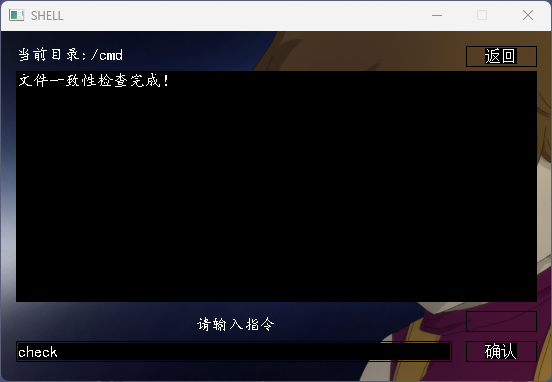 SHELL
当前目录:/cmd
返回
文件一致性检查完成!
请输入指令
check
确认